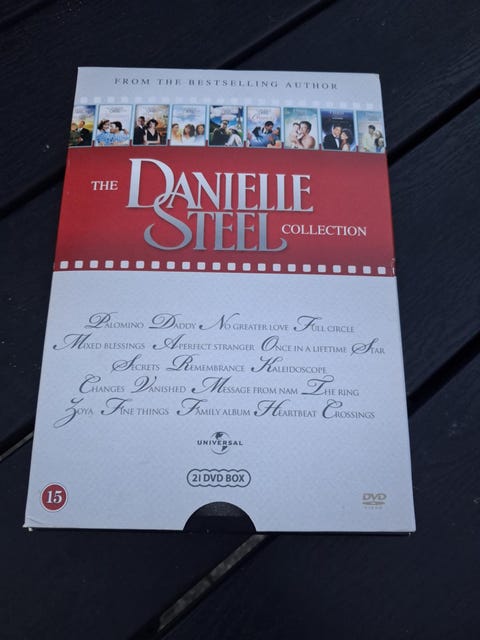 FROM THE BESTSELLING AUTHOR
THE DANIELLE STEEL COLLECTION
Palomino Daddy No Greater Love Full Circle
Mixed Blessings A Perfect Stranger Once in a Lifetime Star
Secrets Remembrance Kaleidoscope
Changes Vanished Message from Nam The Ring
Zoya Fine Things Family Album Heartbeat Crossings
UNIVERSAL
21 DVD BOX
15
DVD
VIDEO